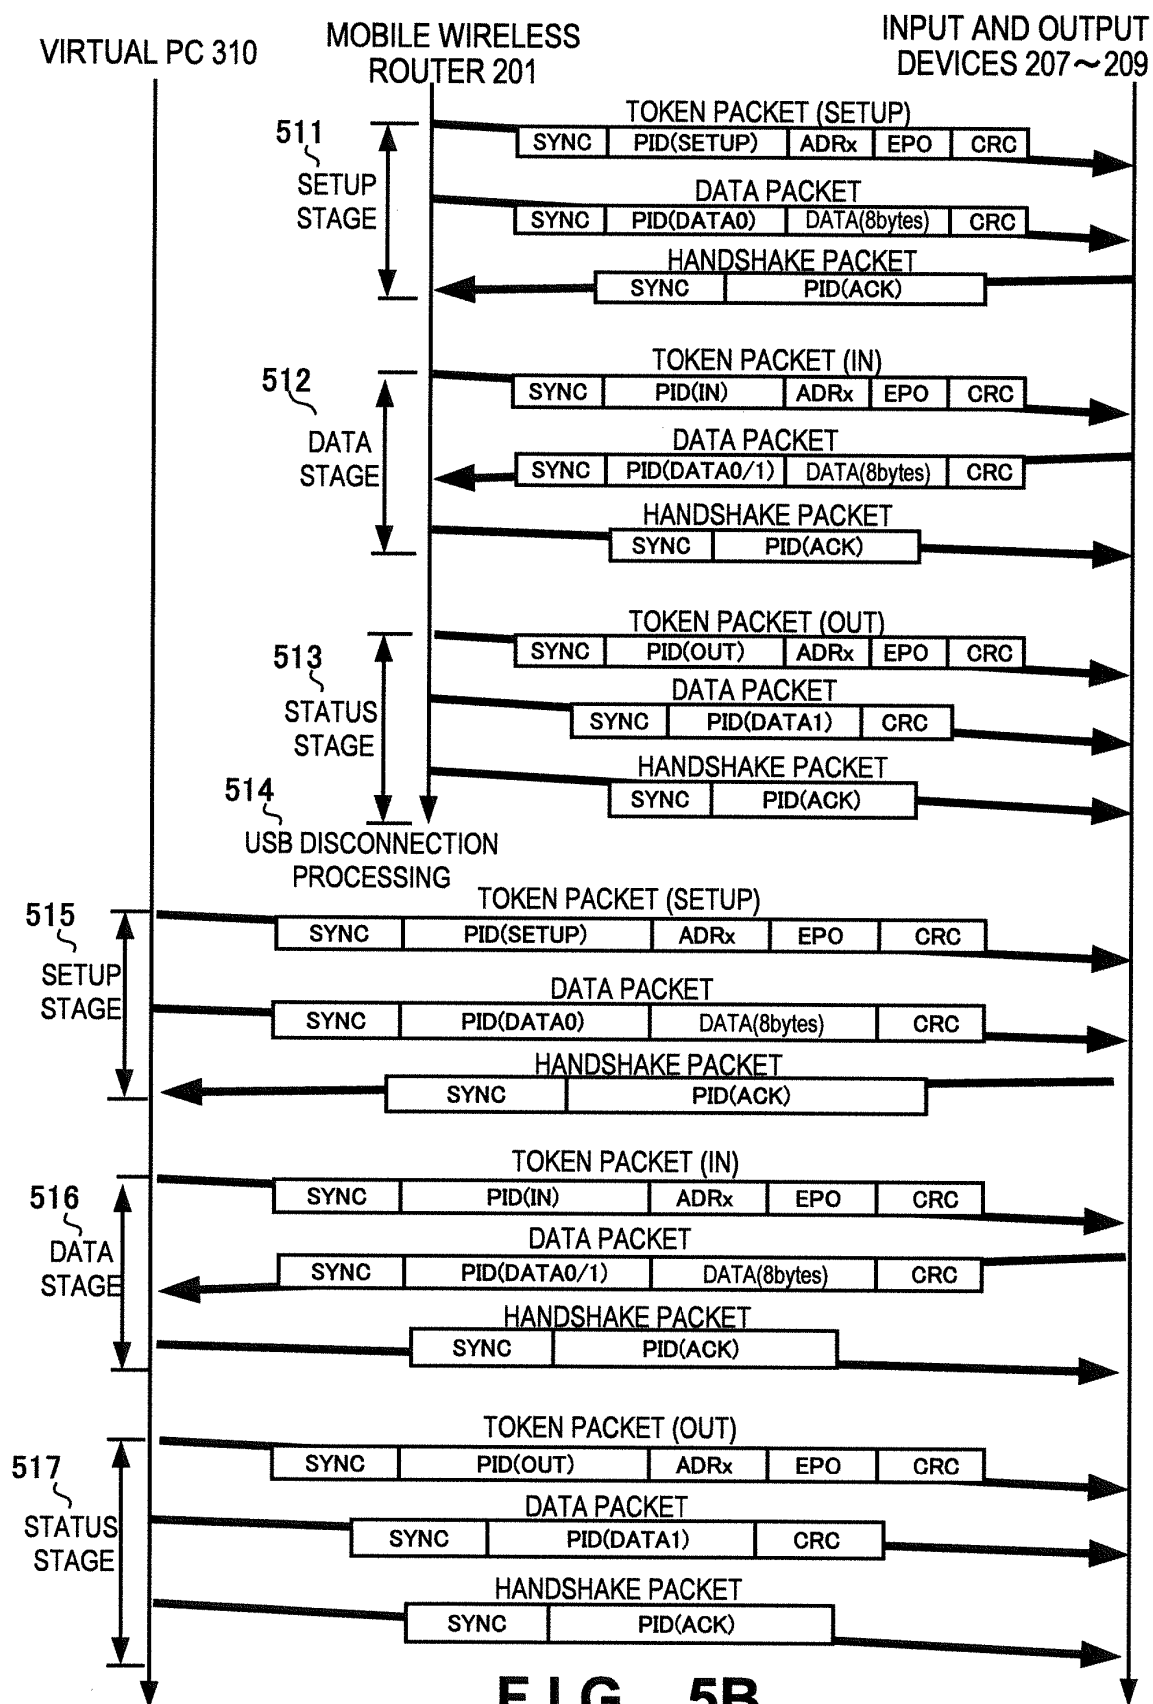 VIRTUAL PC 310
MOBILE WIRELESS
ROUTER 201
INPUT AND OUTPUT
DEVICES 207~209
511
SETUP
STAGE
TOKEN PACKET (SETUP)
SYNC PID(SETUP) ADRx EPO CRC
DATA PACKET
SYNC PID(DATA0) DATA(8bytes) CRC
HANDSHAKE PACKET
SYNC PID(ACK)
512
DATA
STAGE
TOKEN PACKET (IN)
SYNC PID(IN) ADRx EPO CRC
DATA PACKET
SYNC PID(DATA0/1) DATA(8bytes) CRC
HANDSHAKE PACKET
SYNC PID(ACK)
513
STATUS
STAGE
TOKEN PACKET (OUT)
SYNC PID(OUT) ADRx EPO CRC
DATA PACKET
SYNC PID(DATA1) CRC
HANDSHAKE PACKET
SYNC PID(ACK)
514
USB DISCONNECTION
PROCESSING
515
SETUP
STAGE
TOKEN PACKET (SETUP)
SYNC PID(SETUP) ADRx EPO CRC
DATA PACKET
SYNC PID(DATA0) DATA(8bytes) CRC
HANDSHAKE PACKET
SYNC PID(ACK)
516
DATA
STAGE
TOKEN PACKET (IN)
SYNC PID(IN) ADRx EPO CRC
DATA PACKET
SYNC PID(DATA0/1) DATA(8bytes) CRC
HANDSHAKE PACKET
SYNC PID(ACK)
517
STATUS
STAGE
TOKEN PACKET (OUT)
SYNC PID(OUT) ADRx EPO CRC
DATA PACKET
SYNC PID(DATA1) CRC
HANDSHAKE PACKET
SYNC PID(ACK)
FIG. 5B